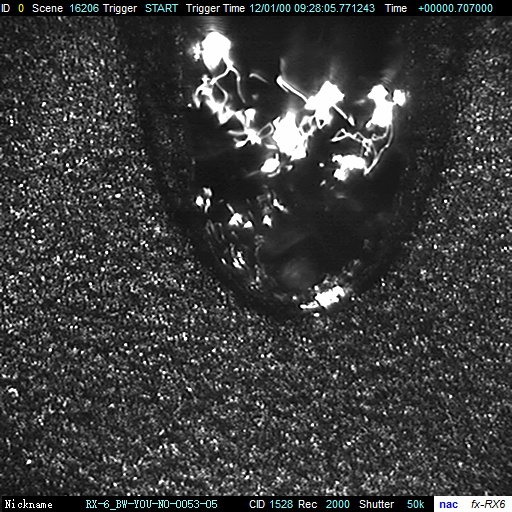 ID 0 Scene 16206 Trigger START Trigger Time 12/01/00 09:28:05.771243 Time +00000.707000
Nickname RX-6_BW-YOU-NO-0053-05 CID 1528 Rec 2000 Shutter 50k nac fx-RX6